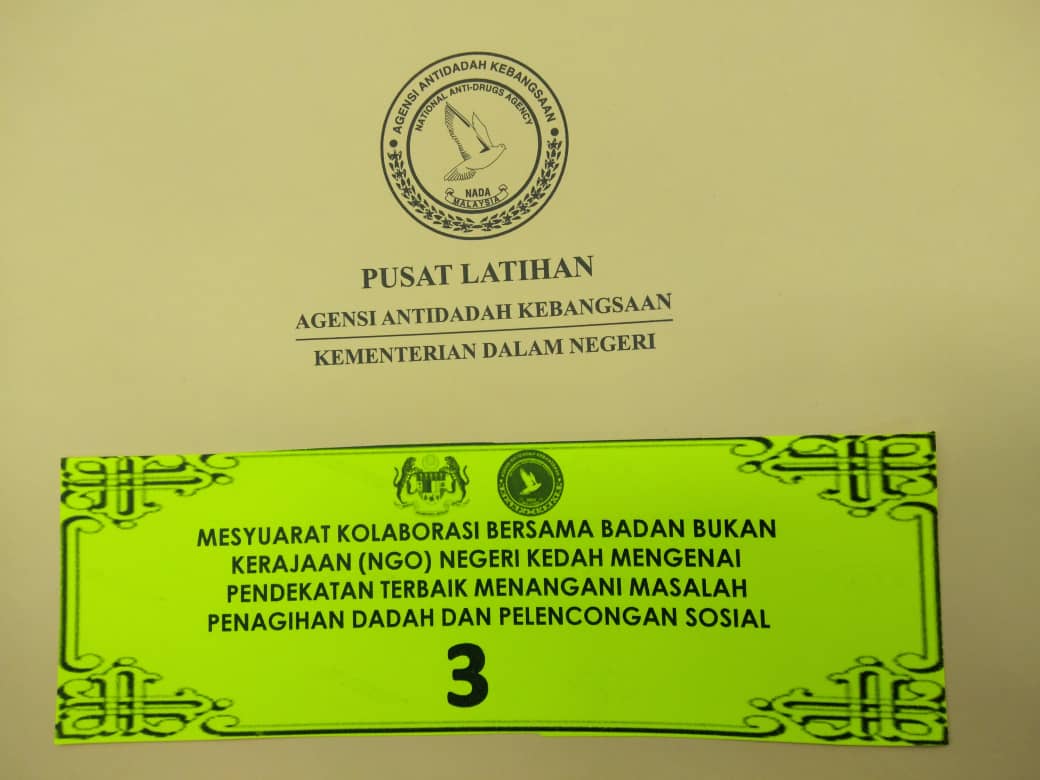 AGENSI ANTIDADAH KEBANGSAAN
NATIONAL ANTI-DRUGS AGENCY
NADA
MALAYSIA
PUSAT LATIHAN
AGENSI ANTIDADAH KEBANGSAAN
KEMENTERIAN DALAM NEGERI
MESYUARAT KOLABORASI BERSAMA BADAN BUKAN
KERAJAAN (NGO) NEGERI KEDAH MENGENAI
PENDEKATAN TERBAIK MENANGANI MASALAH
PENAGIHAN DADAH DAN PELENCONGAN SOSIAL
3